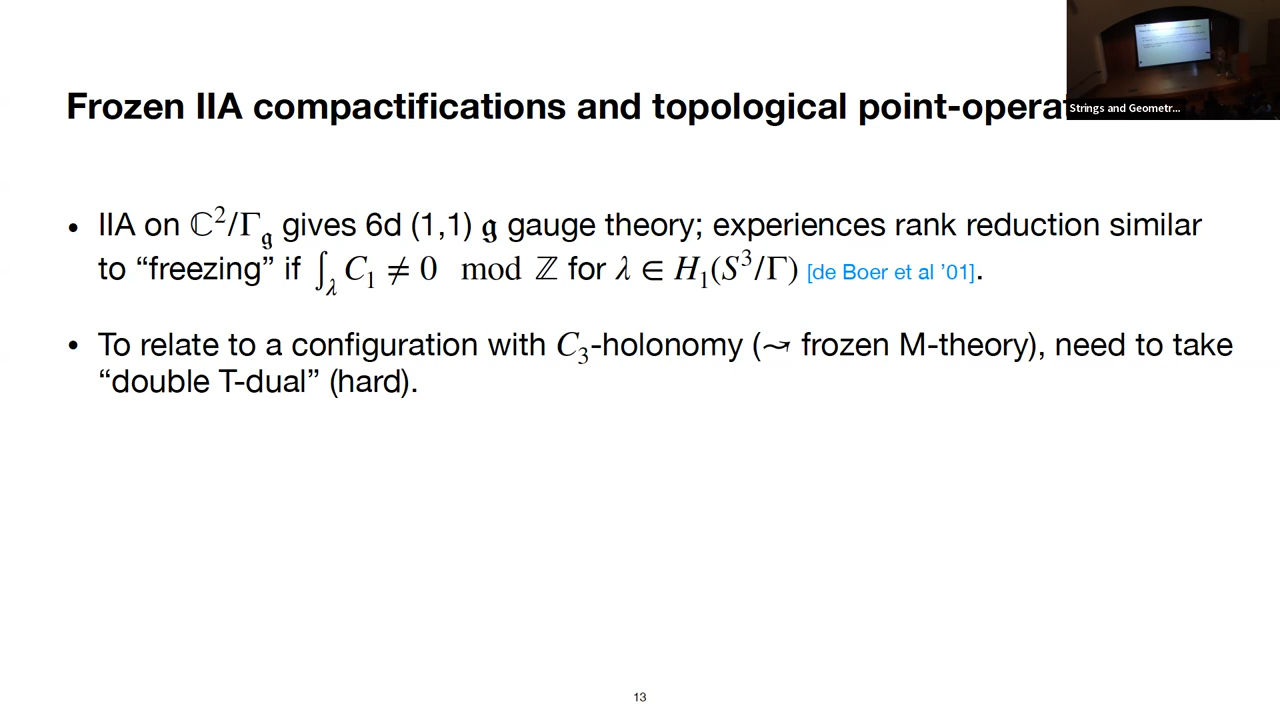 Strings and Geometr...
Frozen IIA compactifications and topological point-opera
• IIA on ℂ²/Γ_𝔤 gives 6d (1,1) 𝔤 gauge theory; experiences rank reduction similar
to “freezing” if ∫_λ C₁ ≠ 0 mod ℤ for λ ∈ H₁(S³/Γ) [de Boer et al ’01].
• To relate to a configuration with C₃-holonomy (⤳ frozen M-theory), need to take
“double T-dual” (hard).
13